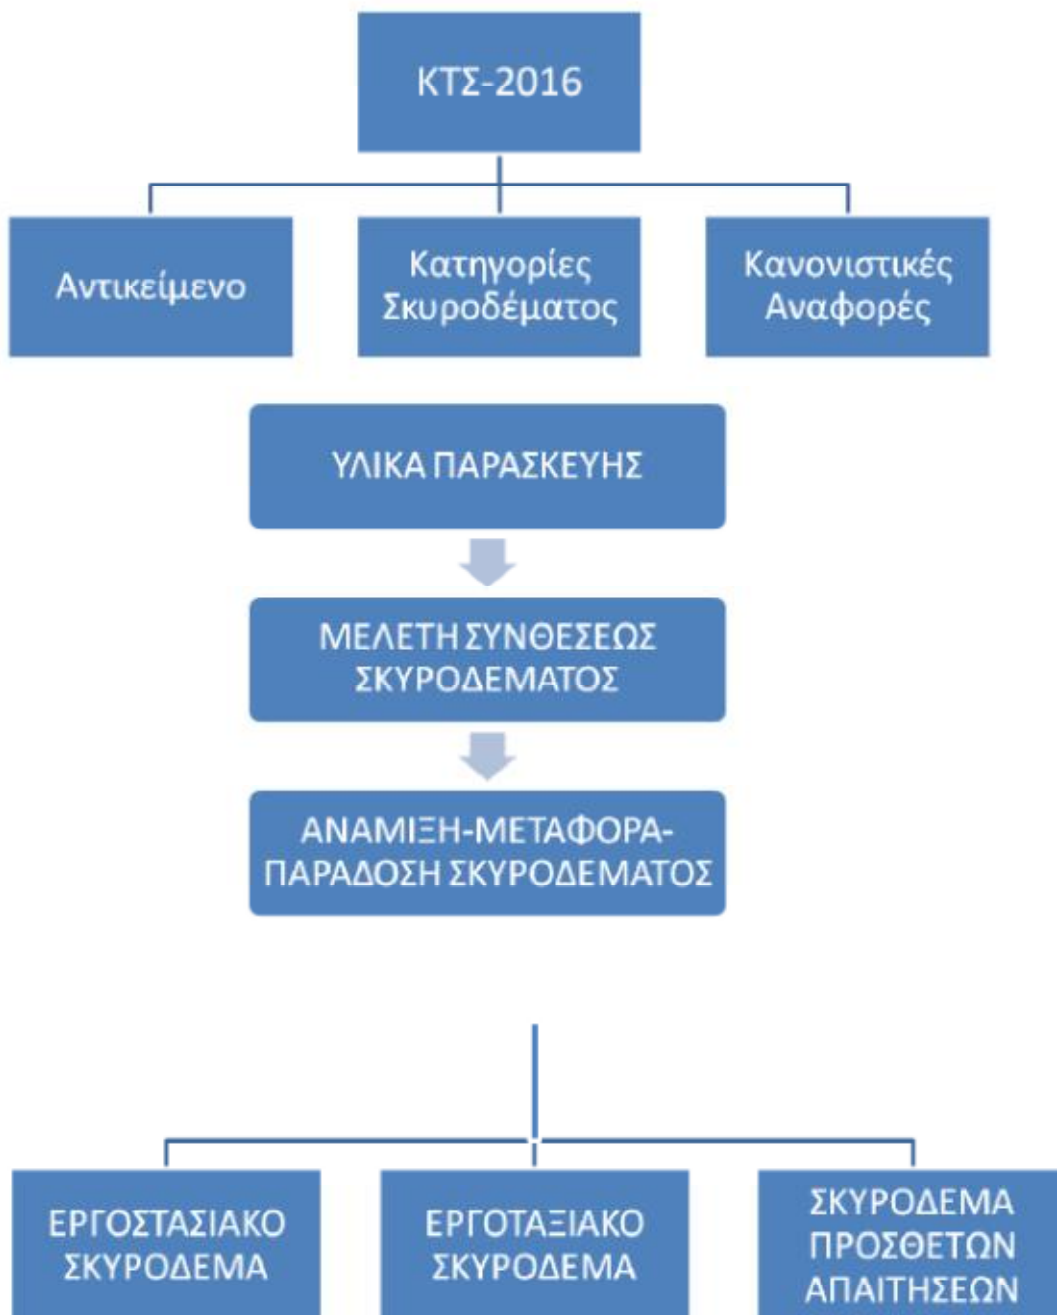 ΚΤΣ-2016
Αντικείμενο
Κατηγορίες
Σκυροδέματος
Κανονιστικές
Αναφορές
ΥΛΙΚΑ ΠΑΡΑΣΚΕΥΗΣ
ΜΕΛΕΤΗ ΣΥΝΘΕΣΕΩΣ
ΣΚΥΡΟΔΕΜΑΤΟΣ
ΑΝΑΜΙΞΗ-ΜΕΤΑΦΟΡΑ-
ΠΑΡΑΔΟΣΗ ΣΚΥΡΟΔΕΜΑΤΟΣ
ΕΡΓΟΣΤΑΣΙΑΚΟ
ΣΚΥΡΟΔΕΜΑ
ΕΡΓΟΤΑΞΙΑΚΟ
ΣΚΥΡΟΔΕΜΑ
ΣΚΥΡΟΔΕΜΑ
ΠΡΟΣΘΕΤΩΝ
ΑΠΑΙΤΗΣΕΩΝ